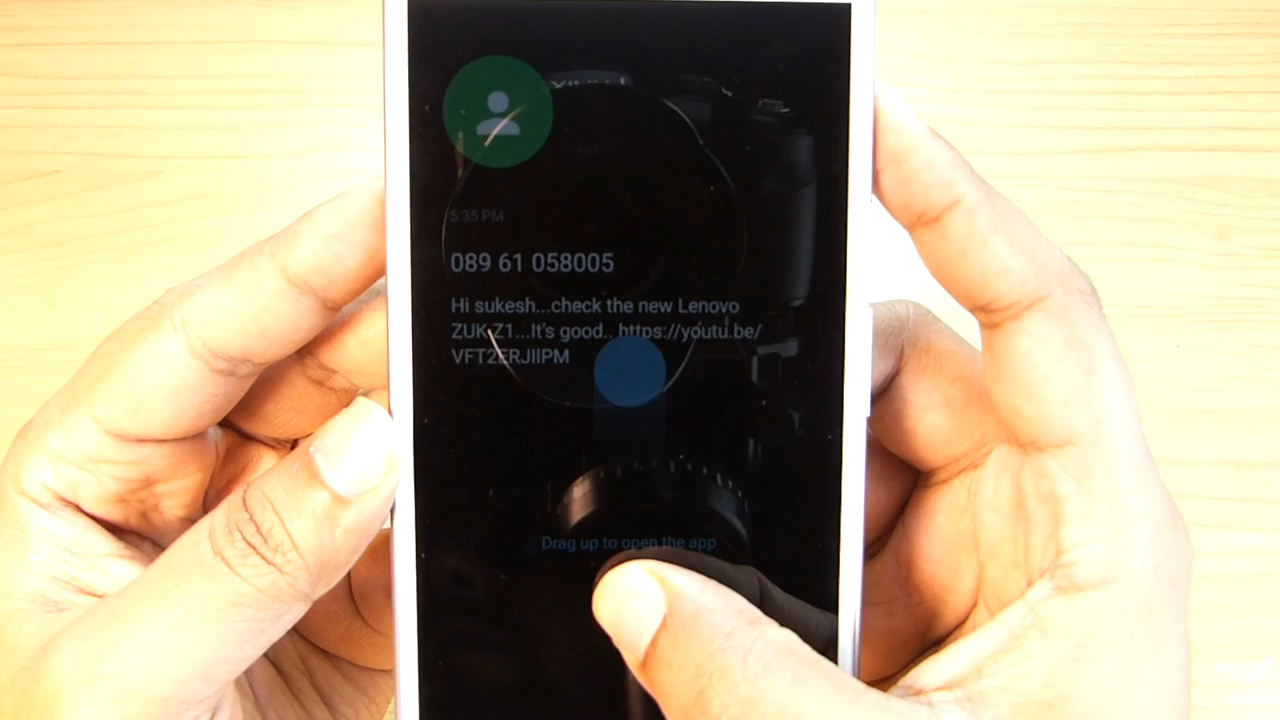 5:35 PM
089 61 058005
Hi sukesh...check the new Lenovo
ZUK Z1...It's good.. https://youtu.be/
VFT2ERJIIPM
Drag up to open the app